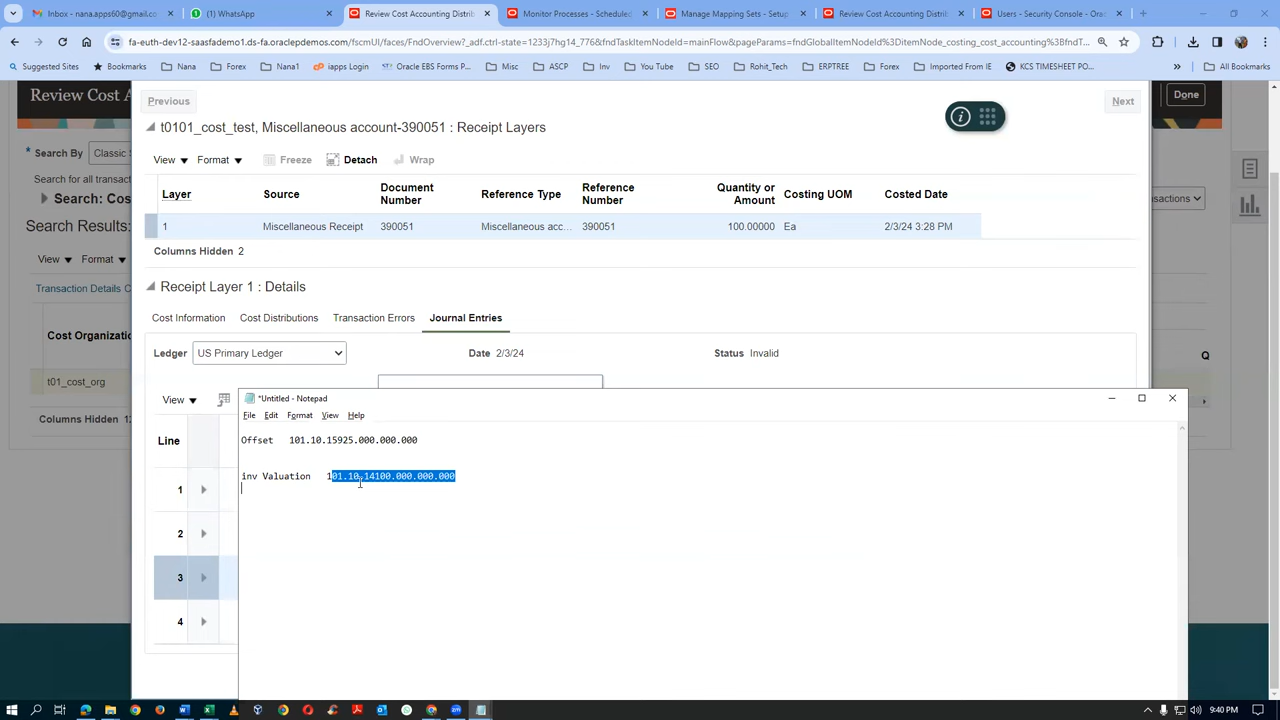 Inbox - nana.apps60@gmail.co
(1) WhatsApp
Review Cost Accounting Distrib
Monitor Processes - Scheduled
Manage Mapping Sets - Setup
Review Cost Accounting Distrib
Users - Security Console - Ora
fa-euth-dev12-saasfademo1.ds-fa.oraclepdemos.com/fscmUI/faces/FndOverview?_adf.ctrl-state=1233j7hg14_776&fndTaskItemNodeId=mainFlow&pageParams=fndGlobalItemNodeId%3DitemNode_costing_cost_accounting%3BfndT...
Suggested Sites
Bookmarks
Nana
Forex
Nana1
iapps Login
Oracle EBS Forms P...
Misc
ASCP
Inv
You Tube
SEO
Rohit_Tech
ERPTREE
Forex
Imported From IE
KCS TIMESHEET PO...
All Bookmarks
Review Cost A
Done
Previous
Next
t0101_cost_test, Miscellaneous account-390051 : Receipt Layers
* Search By Classic
Search for all transac
View Format Freeze Detach Wrap
Layer Source Document Number Reference Type Reference Number Quantity or Amount Costing UOM Costed Date
Search: Cos
ansactions
Search Results:
1 Miscellaneous Receipt 390051 Miscellaneous acc... 390051 100.00000 Ea 2/3/24 3:28 PM
Columns Hidden 2
View Format
Receipt Layer 1 : Details
Transaction Details C
Cost Information Cost Distributions Transaction Errors Journal Entries
Cost Organizatio
Q
Ledger US Primary Ledger Date 2/3/24 Status Invalid
t01_cost_org
View
Columns Hidden 12
*Untitled - Notepad
File Edit Format View Help
Line
Offset 101.10.15925.000.000.000
inv Valuation 101.10.14100.000.000.000
1
2
3
4
9:40 PM